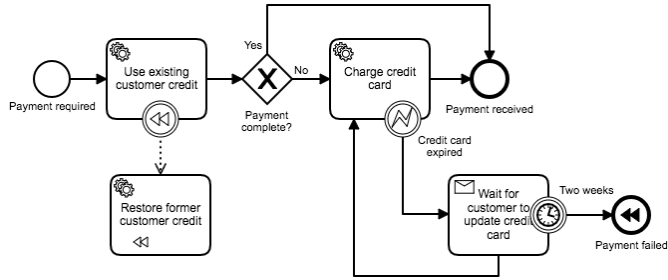 Yes
Use existing
customer credit
No
Charge credit
card
Payment required
Payment
complete?
Payment received
Credit card
expired
Restore former
customer credit
Wait for
customer to
update credit
card
Two weeks
Payment failed